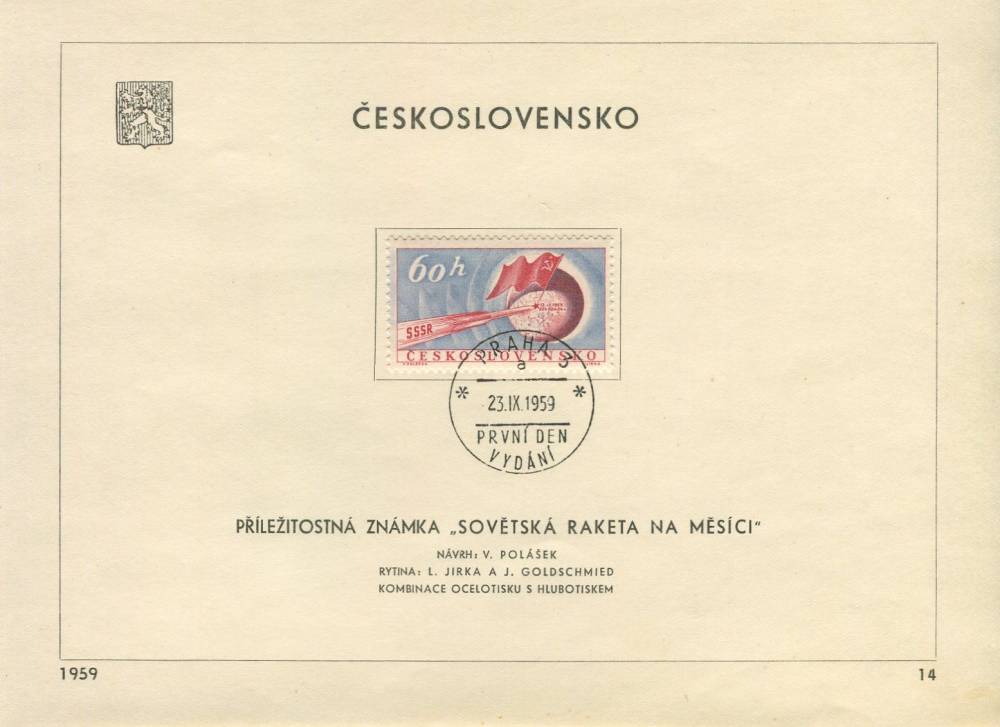 ČESKOSLOVENSKO
60h
SSSR
ČESKOSLOVENSKO
PRAHA 3
a
* *
23.IX.1959
PRVNÍ DEN
VYDÁNÍ
PŘÍLEŽITOSTNÁ ZNÁMKA „SOVĚTSKÁ RAKETA NA MĚSÍCI“
NÁVRH: V. POLÁŠEK
RYTINA: L. JIRKA A J. GOLDSCHMIED
KOMBINACE OCELOTISKU S HLUBOTISKEM
1959
14